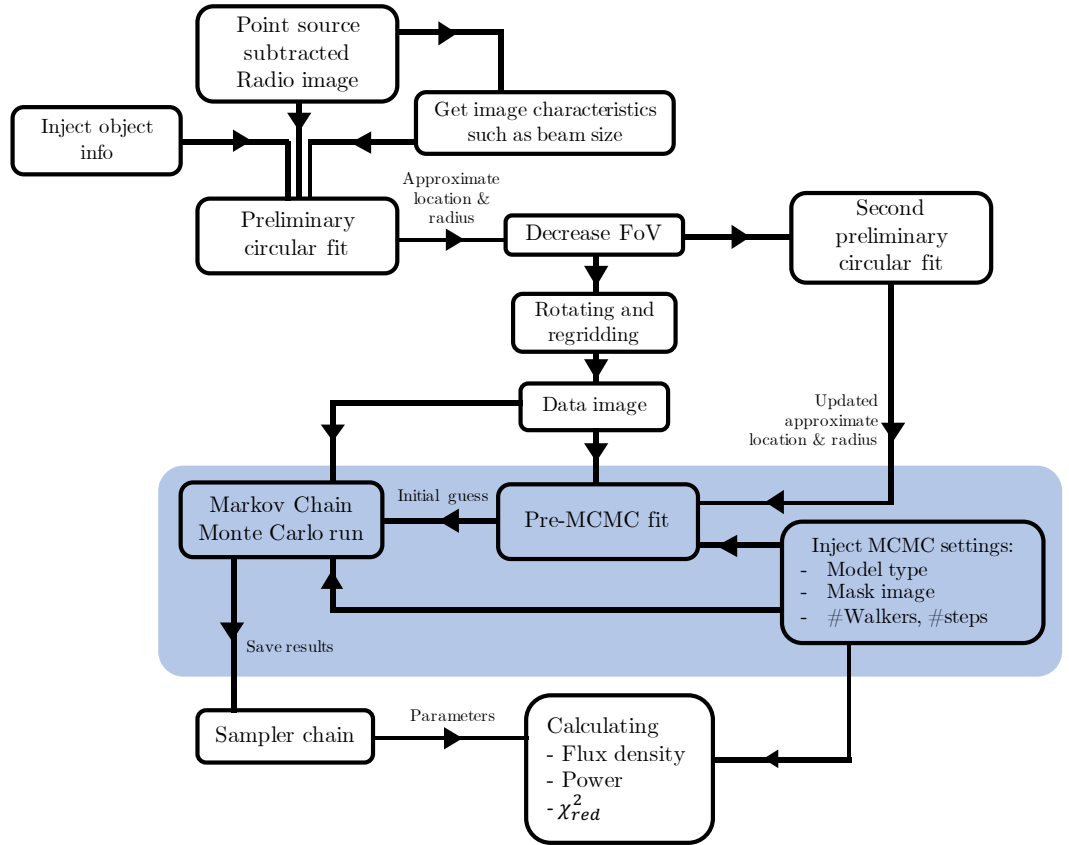 Point source
subtracted
Radio image
Get image characteristics
such as beam size
Inject object
info
Approximate
location &
radius
Preliminary
circular fit
Decrease FoV
Second
preliminary
circular fit
Rotating and
regridding
Data image
Updated
approximate
location & radius
Markov Chain
Monte Carlo run
Initial guess
Pre-MCMC fit
Inject MCMC settings:
- Model type
- Mask image
- #Walkers, #steps
Save results
Sampler chain
Parameters
Calculating
- Flux density
- Power
- χ²_red